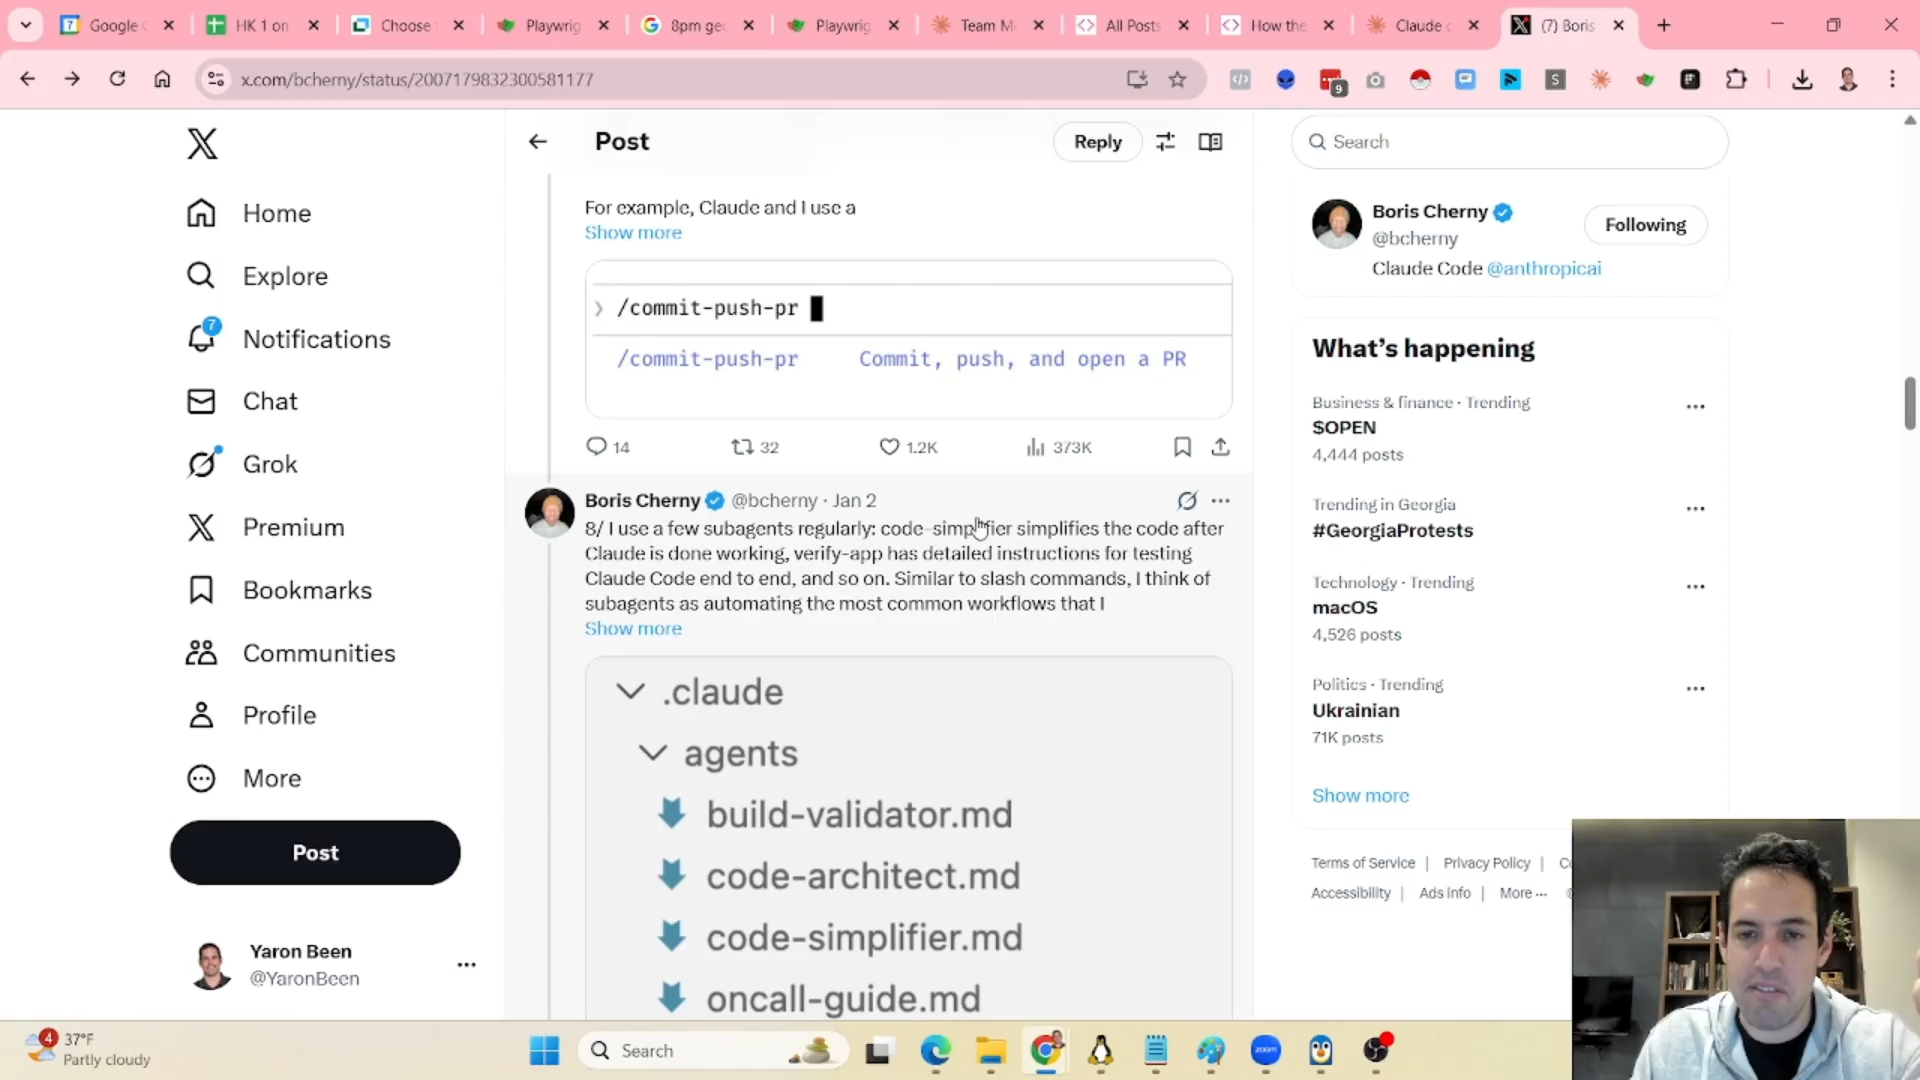 Google
HK 1 on
Choose
Playwrig
8pm geo
Playwrig
Team M
All Posts
How the
Claude c
(7) Boris
x.com/bcherny/status/2007179832300581177
9
Home
Explore
7
Notifications
Chat
Grok
Premium
Bookmarks
Communities
Profile
More
Post
Yaron Been
@YaronBeen
Post
Reply
For example, Claude and I use a
Show more
› /commit-push-pr
/commit-push-pr Commit, push, and open a PR
14 32 1.2K 373K
Boris Cherny @bcherny · Jan 2
8/ I use a few subagents regularly: code-simplifier simplifies the code after
Claude is done working, verify-app has detailed instructions for testing
Claude Code end to end, and so on. Similar to slash commands, I think of
subagents as automating the most common workflows that I
Show more
.claude
agents
build-validator.md
code-architect.md
code-simplifier.md
oncall-guide.md
Search
Boris Cherny
@bcherny
Following
Claude Code @anthropicai
What's happening
Business & finance · Trending
$OPEN
4,444 posts
Trending in Georgia
#GeorgiaProtests
Technology · Trending
macOS
4,526 posts
Politics · Trending
Ukrainian
71K posts
Show more
Terms of Service | Privacy Policy |
Accessibility | Ads info | More ···
4
37°F
Partly cloudy
Search
zoom